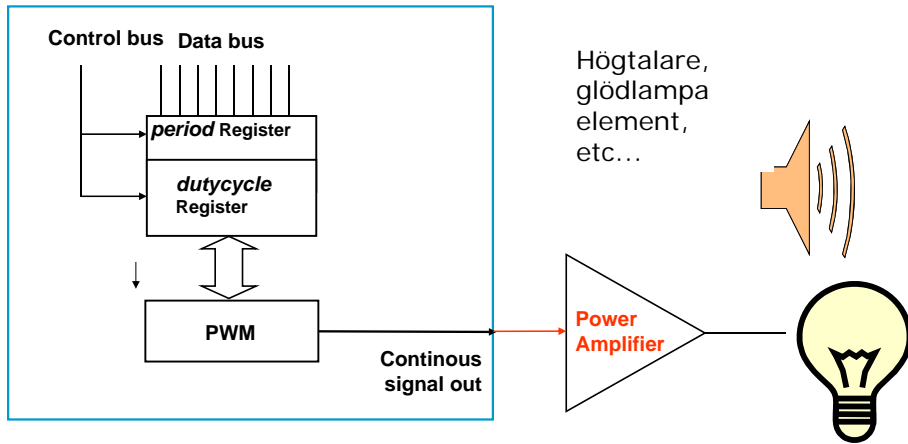 Control bus
Data bus
period Register
dutycycle
Register
PWM
Continous
signal out
Power
Amplifier
Högtalare,
glödlampa
element,
etc...